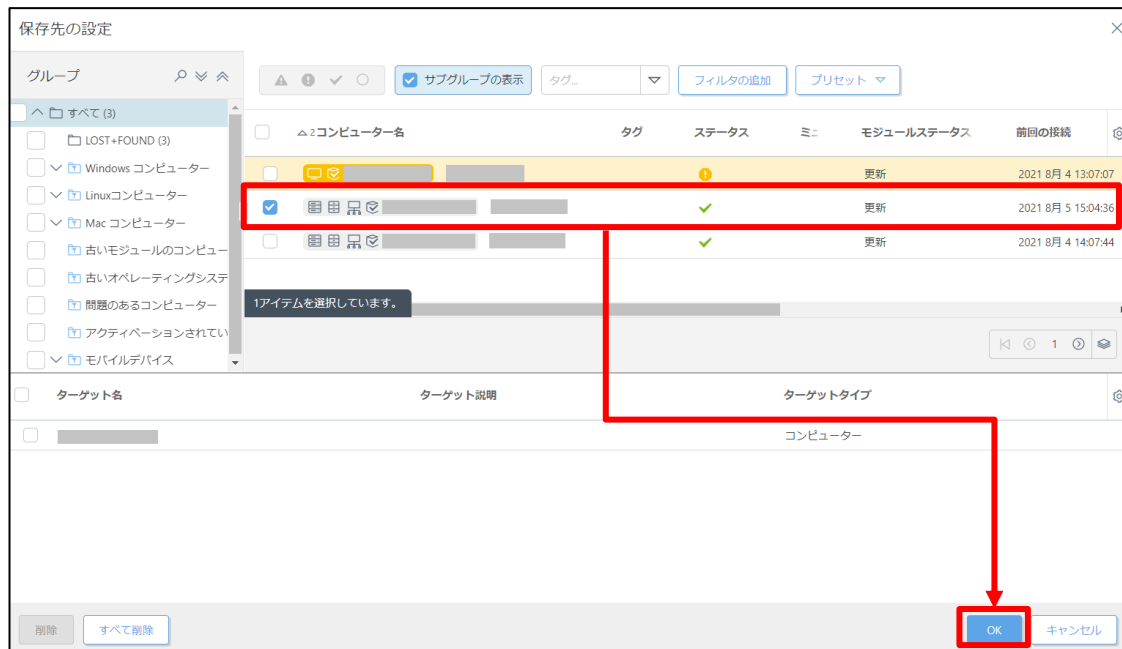 保存先の設定
グループ
サブグループの表示
タグ...
フィルタの追加
プリセット
すべて (3)
LOST+FOUND (3)
Windows コンピューター
Linuxコンピューター
Mac コンピューター
古いモジュールのコンピュー
古いオペレーティングシステ
問題のあるコンピューター
アクティベーションされてい
モバイルデバイス
2 コンピューター名 タグ ステータス ミュ モジュールステータス 前回の接続
更新 2021 8月 4 13:07:07
更新 2021 8月 5 15:04:36
更新 2021 8月 4 14:07:44
1アイテムを選択しています。
1
ターゲット名 ターゲット説明 ターゲットタイプ
コンピューター
削除 すべて削除 OK キャンセル